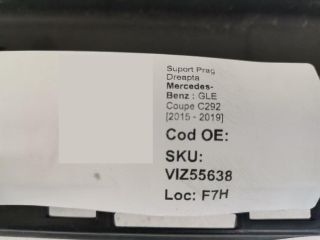 Suport Prag
Dreapta
Mercedes-
Benz : GLE
Coupe C292
[2015 - 2019]
Cod OE:
SKU:
VIZ55638
Loc: F7H